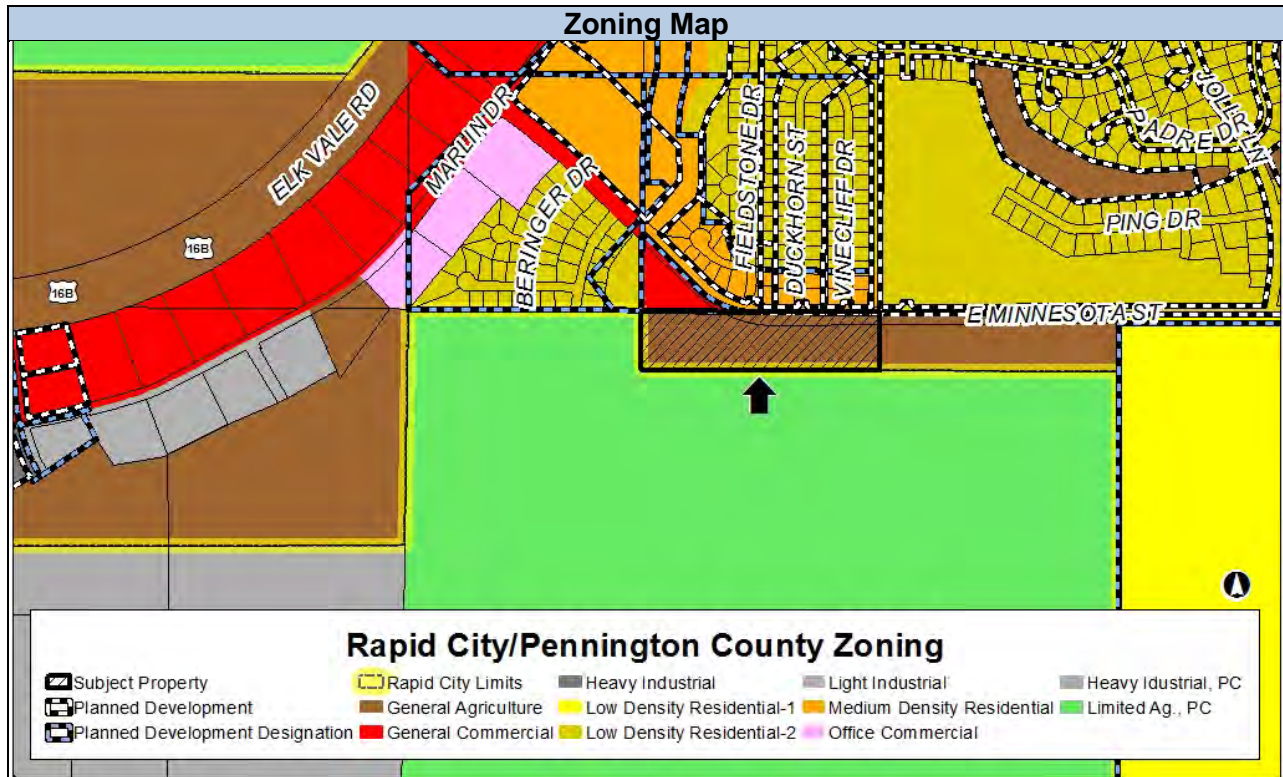 Zoning Map
ELK VALE RD
MARLIN DR
16B
16B
BERINGER DR
FIELDSTONE DR
DUCKHORN ST
VINECLIFF DR
PADRE DR
JOLLY LN
PING DR
E MINNESOTA ST
Rapid City/Pennington County Zoning
Subject Property Rapid City Limits Heavy Industrial Light Industrial Heavy Idustrial, PC
Planned Development General Agriculture Low Density Residential-1 Medium Density Residential Limited Ag., PC
Planned Development Designation General Commercial Low Density Residential-2 Office Commercial